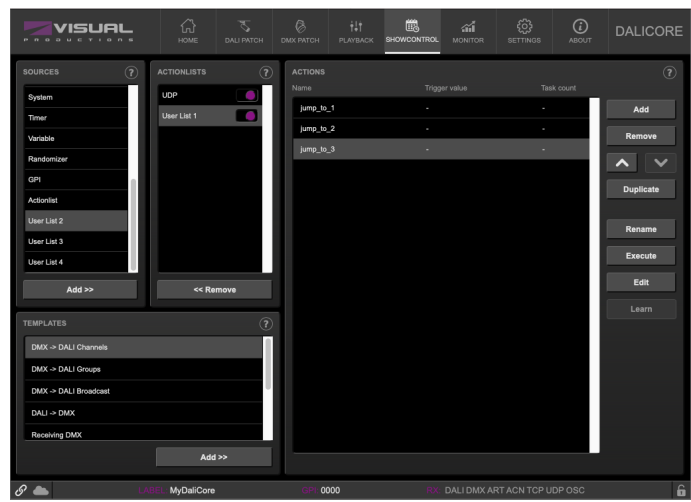 VISUAL
PRODUCTIONS
HOME
DALI PATCH
DMX PATCH
PLAYBACK
SHOWCONTROL
MONITOR
SETTINGS
ABOUT
DALICORE
SOURCES ?
System
Timer
Variable
Randomizer
GPI
Actionlist
User List 2
User List 3
User List 4
Add >>
ACTIONLISTS ?
UDP
User List 1
<< Remove
ACTIONS ?
Name Trigger value Task count
jump_to_1 - -
jump_to_2 - -
jump_to_3 - -
Add
Remove
Duplicate
Rename
Execute
Edit
Learn
TEMPLATES ?
DMX -> DALI Channels
DMX -> DALI Groups
DMX -> DALI Broadcast
DALI -> DMX
Receiving DMX
Add >>
LABEL: MyDaliCore
GPI: 0000
RX: DALI DMX ART ACN TCP UDP OSC